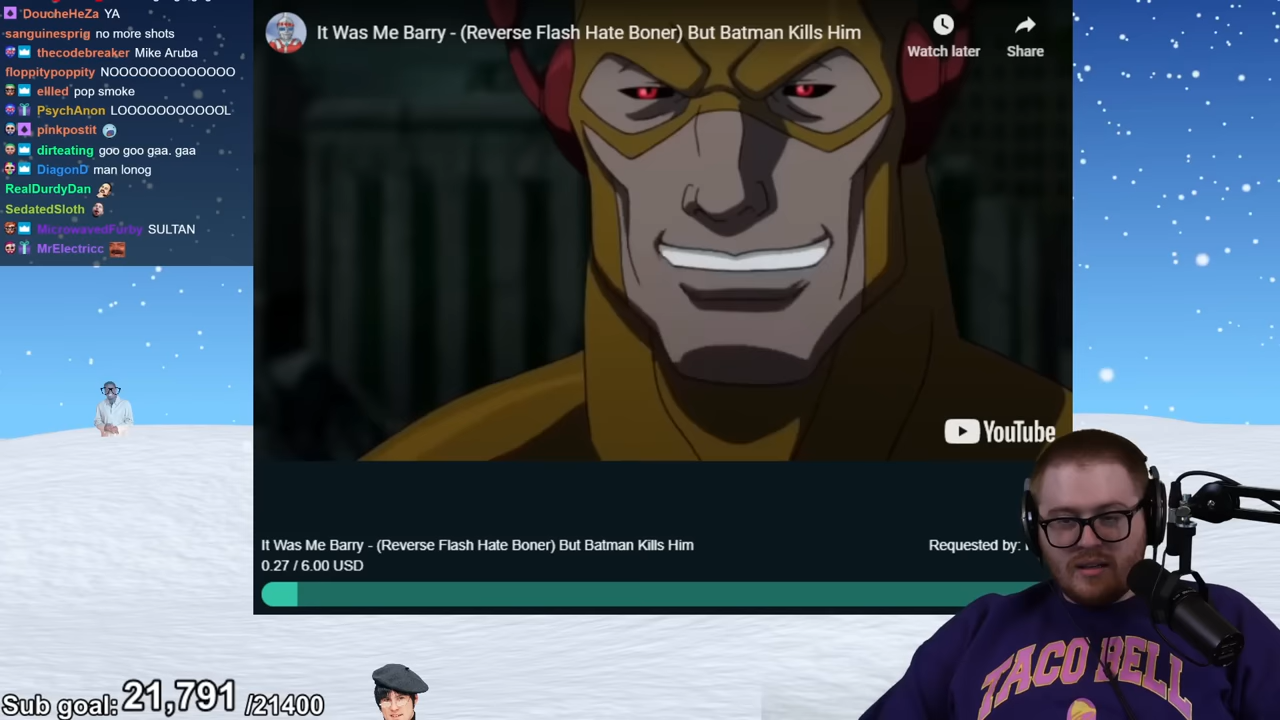 DoucheHeZa YA
sanguinesprig no more shots
thecodebreaker Mike Aruba
floppitypoppity NOOOOOOOOOOOOO
ellled pop smoke
PsychAnon LOOOOOOOOOOOL
pinkpostit
dirteating goo goo gaa. gaa
DiagonD man lonog
RealDurdyDan
SedatedSloth
MicrowavedFurby SULTAN
MrElectricc
It Was Me Barry - (Reverse Flash Hate Boner) But Batman Kills Him
Watch later
Share
YouTube
It Was Me Barry - (Reverse Flash Hate Boner) But Batman Kills Him
Requested by:
0.27 / 6.00 USD
TACO BELL
Sub goal: 21,791 /21400